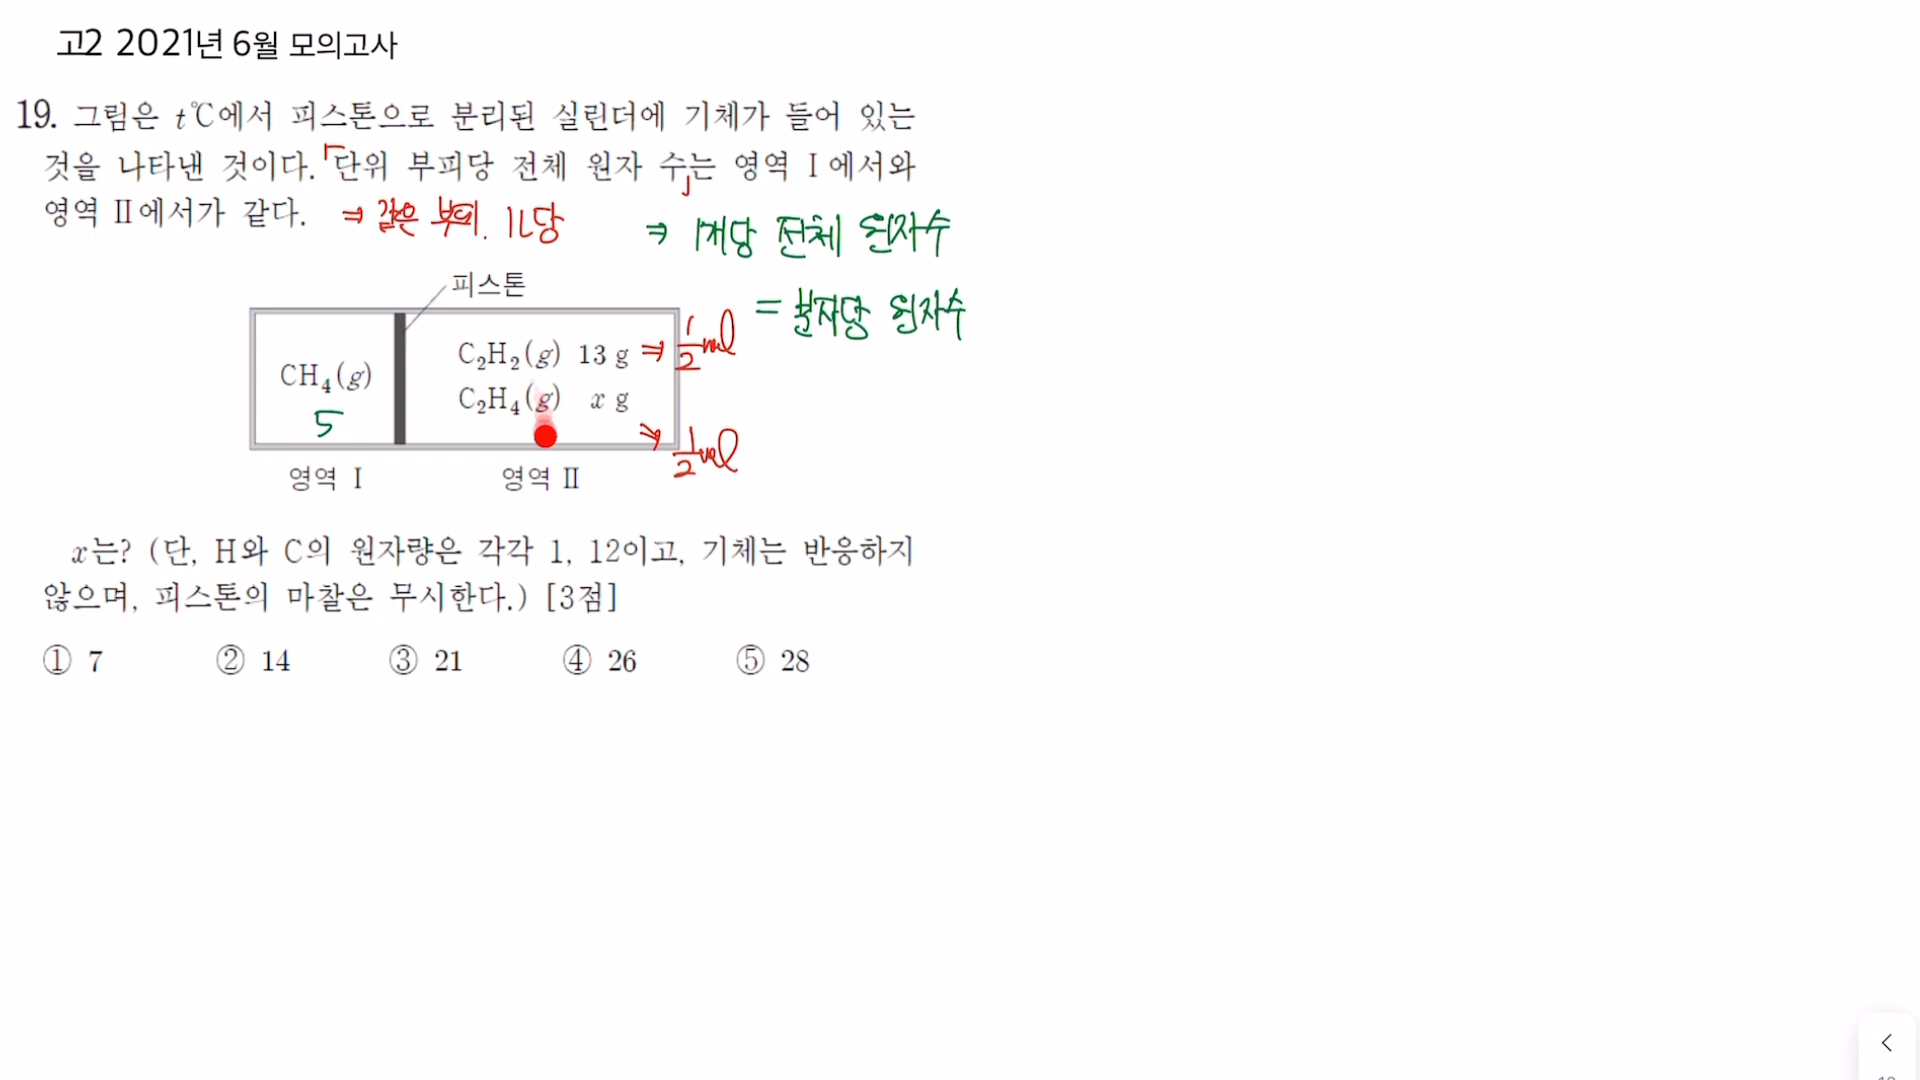 고2 2021년 6월 모의고사
19. 그림은 t℃에서 피스톤으로 분리된 실린더에 기체가 들어 있는
것을 나타낸 것이다. 「단위 부피당 전체 원자 수」는 영역 Ⅰ에서와
영역 Ⅱ에서가 같다. ⇒ 같은 부피. 1L당
⇒ 1개당 전체 원자수
= 분자당 원자수
피스톤
CH₄(g)
5
C₂H₂(g) 13 g ⇒ 1/2 mol
C₂H₄(g) x g ⇒ 1/2 mol
영역 Ⅰ 영역 Ⅱ
x는? (단, H와 C의 원자량은 각각 1, 12이고, 기체는 반응하지
않으며, 피스톤의 마찰은 무시한다.) [3점]
① 7 ② 14 ③ 21 ④ 26 ⑤ 28